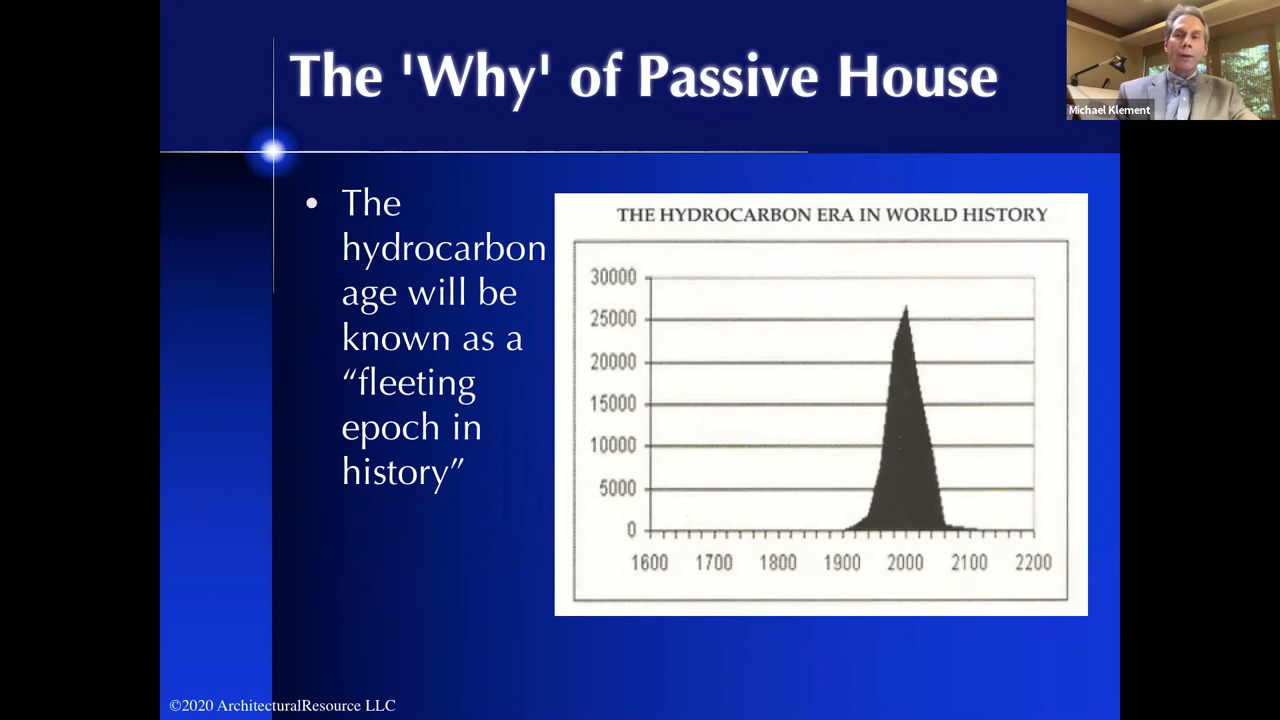 The 'Why' of Passive House
Michael Klement
• The
hydrocarbon
age will be
known as a
“fleeting
epoch in
history”
THE HYDROCARBON ERA IN WORLD HISTORY
30000
25000
20000
15000
10000
5000
0
1600 1700 1800 1900 2000 2100 2200
©2020 ArchitecturalResource LLC